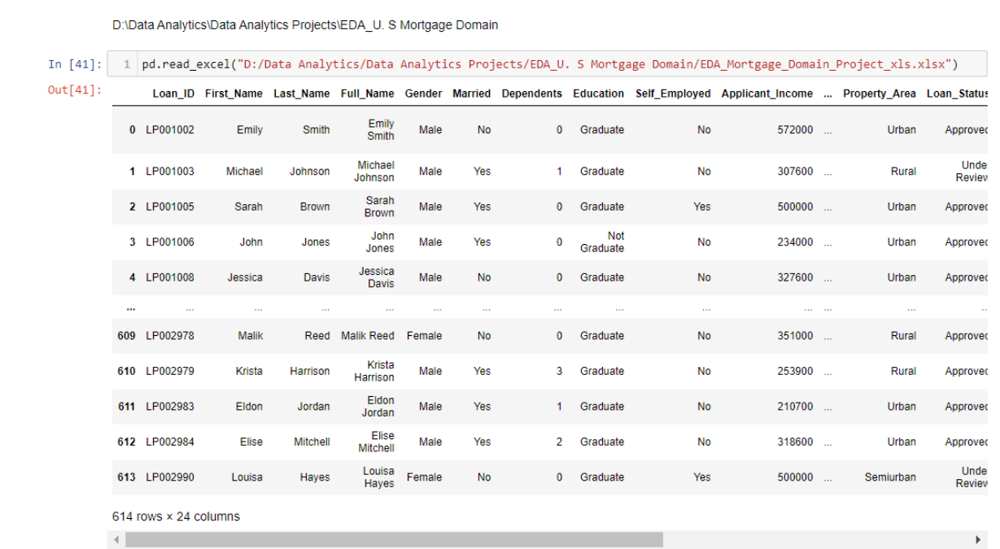 D:\Data Analytics\Data Analytics Projects\EDA_U. S Mortgage Domain
In [41]: 1 pd.read_excel("D:/Data Analytics/Data Analytics Projects/EDA_U. S Mortgage Domain/EDA_Mortgage_Domain_Project_xls.xlsx")
Out[41]:
Loan_ID First_Name Last_Name Full_Name Gender Married Dependents Education Self_Employed Applicant_Income ... Property_Area Loan_Status
0 LP001002 Emily Smith Emily Smith Male No 0 Graduate No 572000 ... Urban Approved
1 LP001003 Michael Johnson Michael Johnson Male Yes 1 Graduate No 307600 ... Rural Unde Review
2 LP001005 Sarah Brown Sarah Brown Male Yes 0 Graduate Yes 500000 ... Urban Approved
3 LP001006 John Jones John Jones Male Yes 0 Not Graduate No 234000 ... Urban Approved
4 LP001008 Jessica Davis Jessica Davis Male No 0 Graduate No 327600 ... Urban Approved
... ... ... ... ... ... ... ... ... ... ... ... ... ...
609 LP002978 Malik Reed Malik Reed Female No 0 Graduate No 351000 ... Rural Approved
610 LP002979 Krista Harrison Krista Harrison Male Yes 3 Graduate No 253900 ... Rural Approved
611 LP002983 Eldon Jordan Eldon Jordan Male Yes 1 Graduate No 210700 ... Urban Approved
612 LP002984 Elise Mitchell Elise Mitchell Male Yes 2 Graduate No 318600 ... Urban Approved
613 LP002990 Louisa Hayes Louisa Hayes Female No 0 Graduate Yes 500000 ... Semiurban Unde Review
614 rows × 24 columns